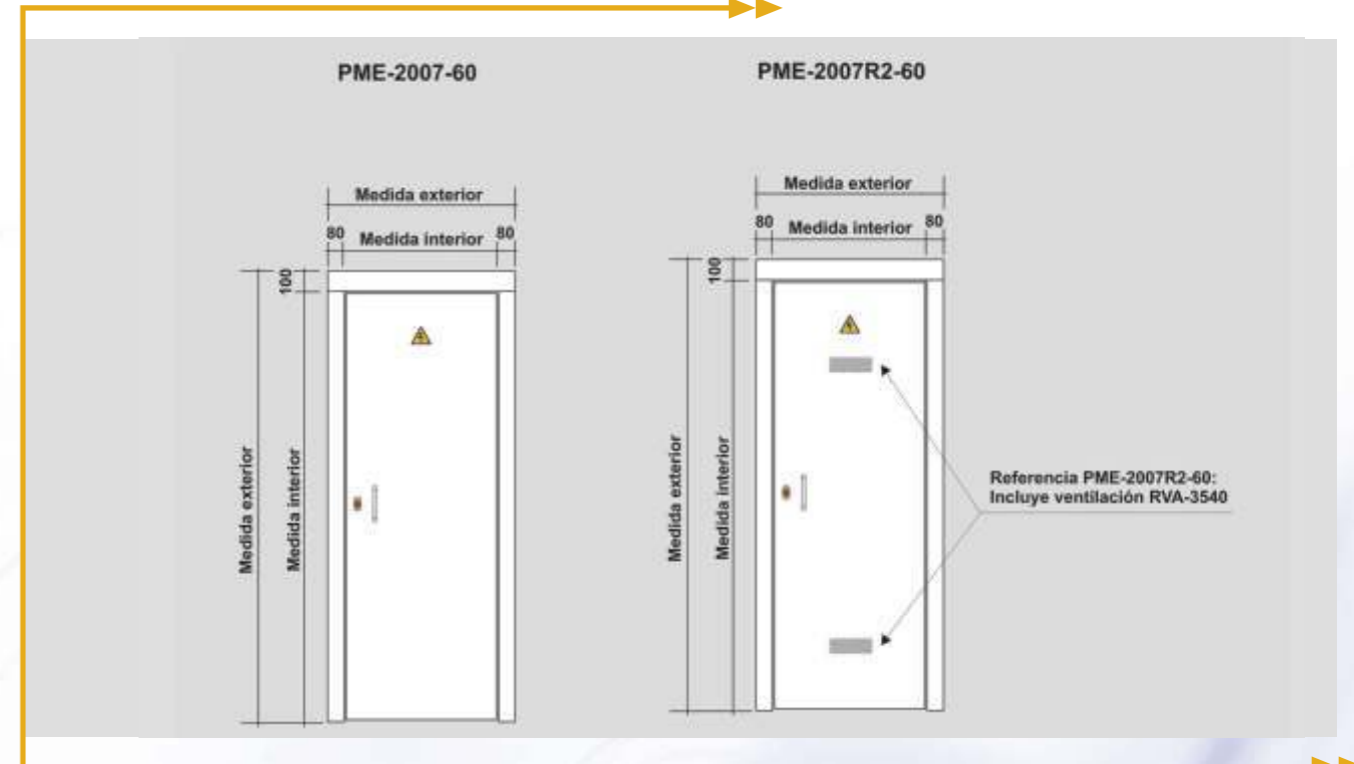 PME-2007-60
Medida exterior
80
Medida interior
80
100
Medida exterior
Medida interior
PME-2007R2-60
Medida exterior
80
Medida interior
80
100
Medida exterior
Medida interior
Referencia PME-2007R2-60:
Incluye ventilación RVA-3540